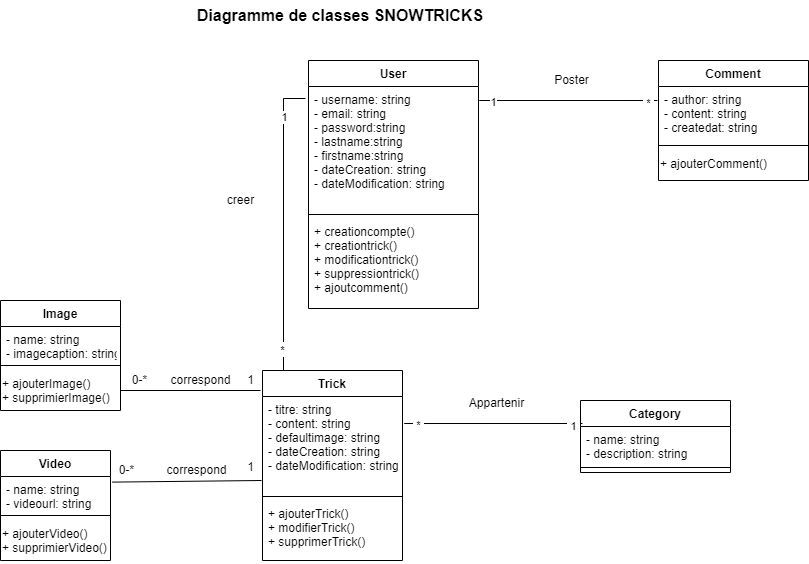 Diagramme de classes SNOWTRICKS
User
- username: string
- email: string
- password:string
- lastname:string
- firstname:string
- dateCreation: string
- dateModification: string
+ creationcompte()
+ creationtrick()
+ modificationtrick()
+ suppressiontrick()
+ ajoutcomment()
1
Poster
*
Comment
- author: string
- content: string
- createdat: string
+ ajouterComment()
1
creer
*
Image
- name: string
- imagecaption: string
+ ajouterImage()
+ supprimierImage()
0-*
correspond
1
Trick
- titre: string
- content: string
- defaultimage: string
- dateCreation: string
- dateModification: string
+ ajouterTrick()
+ modifierTrick()
+ supprimerTrick()
*
Appartenir
1
Category
- name: string
- description: string
Video
- name: string
- videourl: string
+ ajouterVideo()
+ supprimierVideo()
0-*
correspond
1